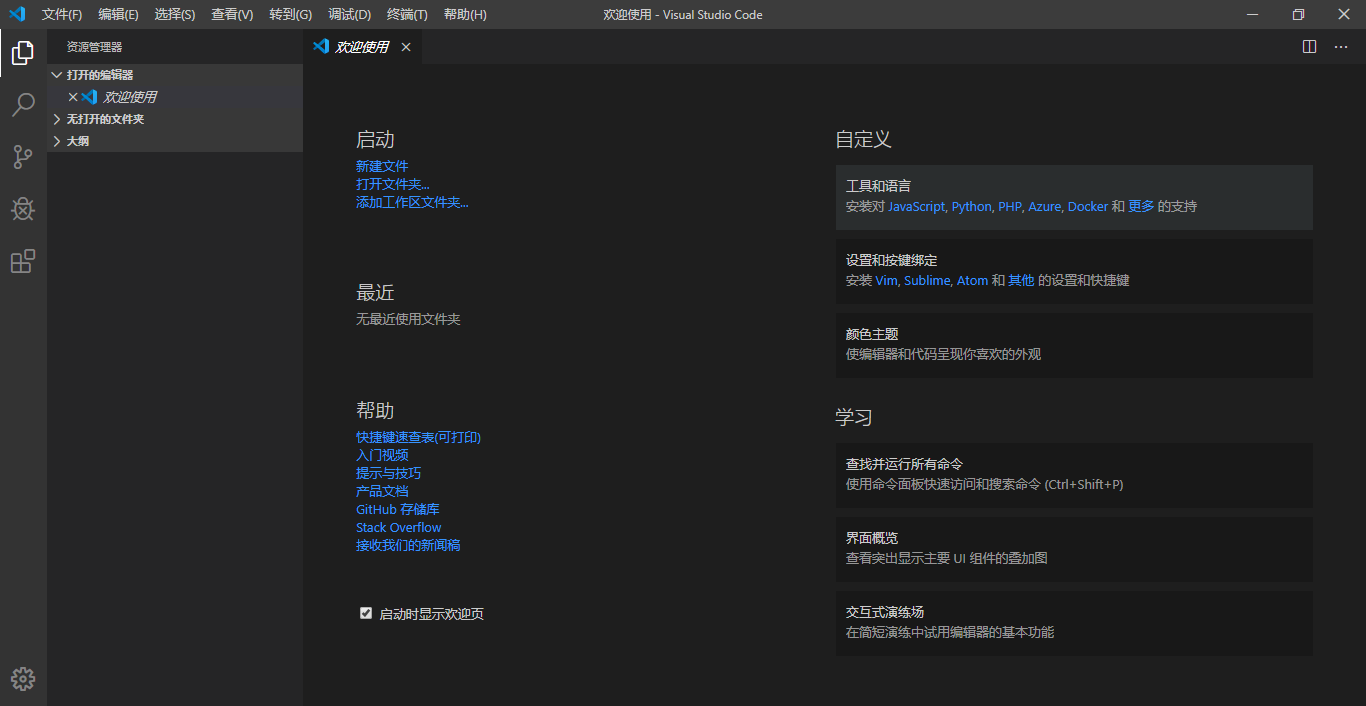 文件(F) 编辑(E) 选择(S) 查看(V) 转到(G) 调试(D) 终端(T) 帮助(H) 欢迎使用 - Visual Studio Code
资源管理器
打开的编辑器
欢迎使用
无打开的文件夹
大纲
欢迎使用
启动
新建文件
打开文件夹...
添加工作区文件夹...
最近
无最近使用文件夹
帮助
快捷键速查表(可打印)
入门视频
提示与技巧
产品文档
GitHub 存储库
Stack Overflow
接收我们的新闻稿
启动时显示欢迎页
自定义
工具和语言
安装对 JavaScript, Python, PHP, Azure, Docker 和 更多 的支持
设置和按键绑定
安装 Vim, Sublime, Atom 和 其他 的设置和快捷键
颜色主题
使编辑器和代码呈现你喜欢的外观
学习
查找并运行所有命令
使用命令面板快速访问和搜索命令 (Ctrl+Shift+P)
界面概览
查看突出显示主要 UI 组件的叠加图
交互式演练场
在简短演练中试用编辑器的基本功能